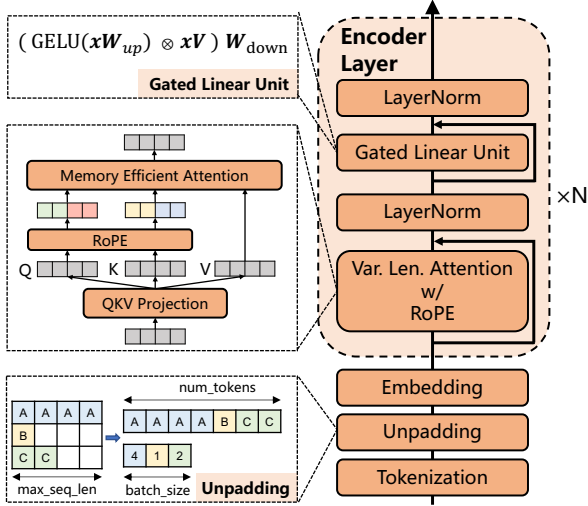 ( GELU(xW_up) ⊗ xV ) W_down
Gated Linear Unit
Memory Efficient Attention
RoPE
Q K V
QKV Projection
num_tokens
A A A A
B
C C
A A A A B C C
4 1 2
max_seq_len
batch_size
Unpadding
Encoder
Layer
LayerNorm
Gated Linear Unit
LayerNorm
×N
Var. Len. Attention
w/
RoPE
Embedding
Unpadding
Tokenization